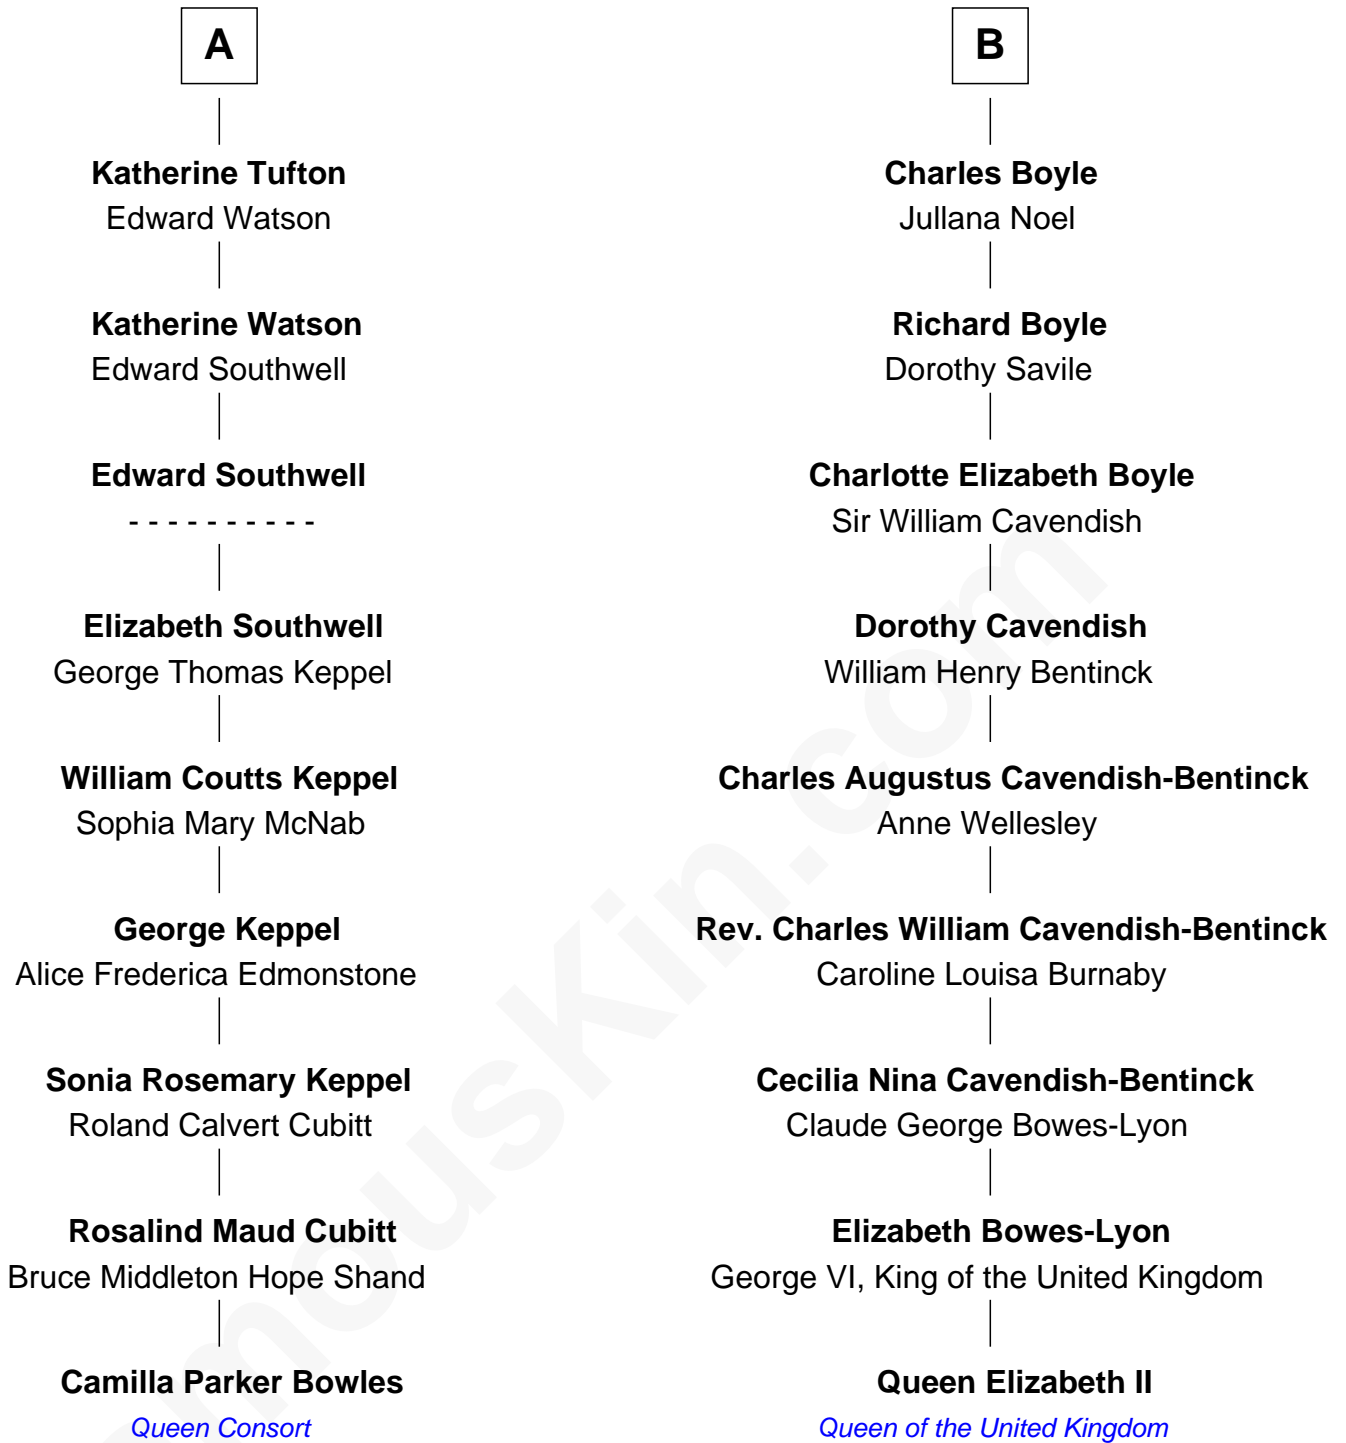 A
B
Katherine Tufton
Edward Watson
Charles Boyle
Jullana Noel
Katherine Watson
Edward Southwell
Richard Boyle
Dorothy Savile
Edward Southwell
- - - - - - - - - -
Charlotte Elizabeth Boyle
Sir William Cavendish
Elizabeth Southwell
George Thomas Keppel
Dorothy Cavendish
William Henry Bentinck
William Coutts Keppel
Sophia Mary McNab
Charles Augustus Cavendish-Bentinck
Anne Wellesley
George Keppel
Alice Frederica Edmonstone
Rev. Charles William Cavendish-Bentinck
Caroline Louisa Burnaby
Sonia Rosemary Keppel
Roland Calvert Cubitt
Cecilia Nina Cavendish-Bentinck
Claude George Bowes-Lyon
Rosalind Maud Cubitt
Bruce Middleton Hope Shand
Elizabeth Bowes-Lyon
George VI, King of the United Kingdom
Camilla Parker Bowles
Queen Consort
Queen Elizabeth II
Queen of the United Kingdom
amousKin.com